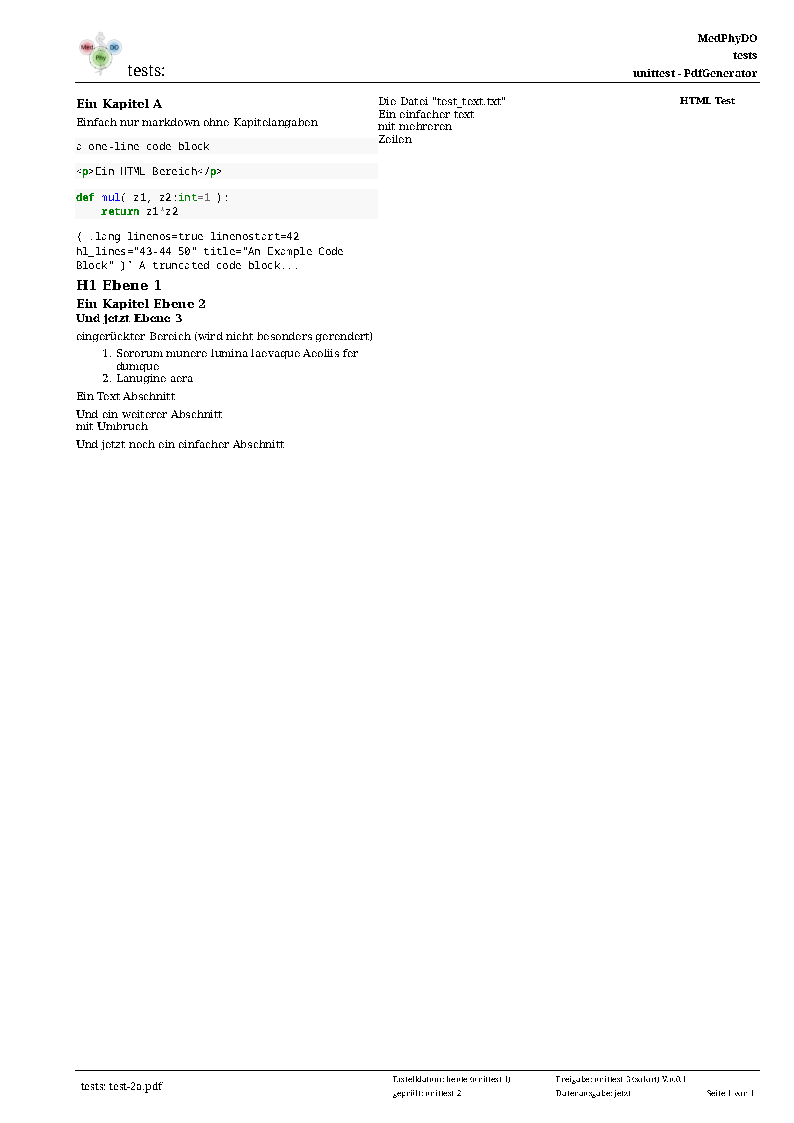 Med
DO
Phy
tests:
MedPhyDO
tests
unittest - PdfGenerator
Ein Kapitel A
Einfach nur markdown ohne Kapitelangaben
a one-line code block
<p>Ein HTML Bereich</p>
def mul( z1, z2:int=1 ):
    return z1*z2
{ .lang linenos=true linenostart=42
hl_lines="43-44 50" title="An Example Code
Block" }` A truncated code block...
H1 Ebene 1
Ein Kapitel Ebene 2
Und jetzt Ebene 3
eingerückter Bereich (wird nicht besonders gerendert)
1. Sororum munere lumina laevaque Aeoliis fer
dumque
2. Lanugine aera
Ein Text Abschnitt
Und ein weiterer Abschnitt
mit Umbruch
Und jetzt noch ein einfacher Abschnitt
Die Datei "test_text.txt"
Ein einfacher text
mit mehreren
Zeilen
HTML Test
tests: test-2a.pdf
Erstelldatum: heute (unittest 1)
geprüft: unittest 2
Freigabe: unittest 3 (sofort) V.0.0.1
Datenausgabe: jetzt
Seite 1 von 1